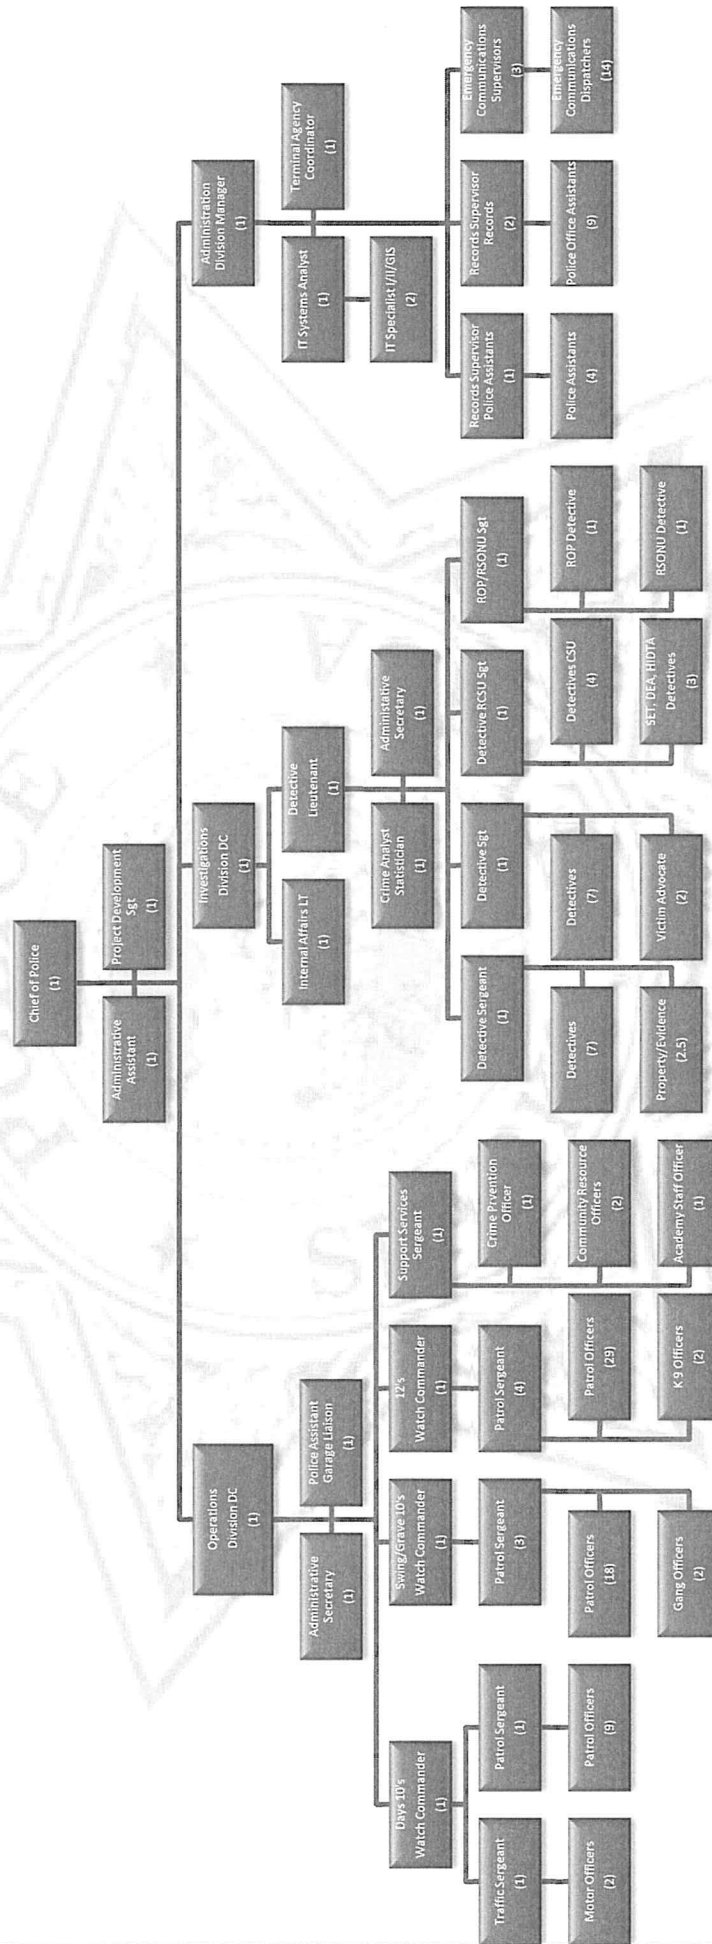 Chief of Police
(1)
Administrative
Assistant
(1)
Project Development
Sgt
(1)
Operations
Division DC
(1)
Administrative
Secretary
(1)
Police Assistant
Garage Liaison
(1)
Days 10's
Watch Commander
(1)
Traffic Sergeant
(1)
Motor Officers
(2)
Patrol Sergeant
(1)
Patrol Officers
(9)
Swing/Grave 10's
Watch Commander
(1)
Patrol Sergeant
(3)
Patrol Officers
(18)
Gang Officers
(2)
12's
Watch Commander
(1)
Patrol Sergeant
(4)
Patrol Officers
(29)
K-9 Officers
(2)
Support Services
Sergeant
(1)
Crime Prvention
Officer
(1)
Community Resource
Officers
(2)
Academy Staff Officer
(1)
Investigations
Division DC
(1)
Internal Affairs LT
(1)
Detective
Lieutenant
(1)
Crime Analyst
Statistician
(1)
Administative
Secretary
(1)
Detective Sergeant
(1)
Detectives
(7)
Property/Evidence
(2.5)
Detective Sgt
(1)
Detectives
(7)
Victim Advocate
(2)
Detective RCSU Sgt
(1)
Detectives CSU
(4)
SET, DEA, HIDTA
Detectives
(3)
ROP/RSONU Sgt
(1)
ROP Detective
(1)
RSONU Detective
(1)
Administration
Division Manager
(1)
IT Systems Analyst
(1)
Terminal Agency
Coordinator
(1)
IT Specialist I/II/GIS
(2)
Records Supervisor
Police Assistants
(1)
Police Assistants
(4)
Records Supervisor
Records
(2)
Police Office Assistants
(9)
Emergency
Communications
Supervisors
(3)
Emergency
Communications
Dispatchers
(14)